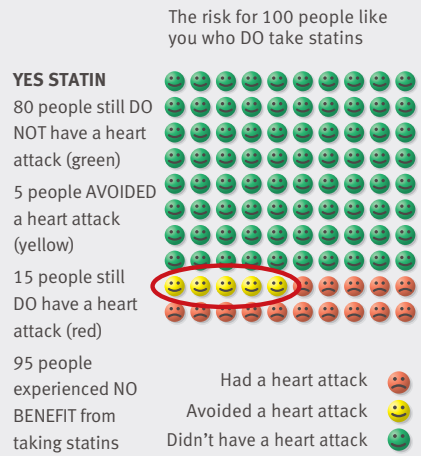 The risk for 100 people like
you who DO take statins
YES STATIN
80 people still DO
NOT have a heart
attack (green)
5 people AVOIDED
a heart attack
(yellow)
15 people still
DO have a heart
attack (red)
95 people
experienced NO
BENEFIT from
taking statins
Had a heart attack
Avoided a heart attack
Didn't have a heart attack